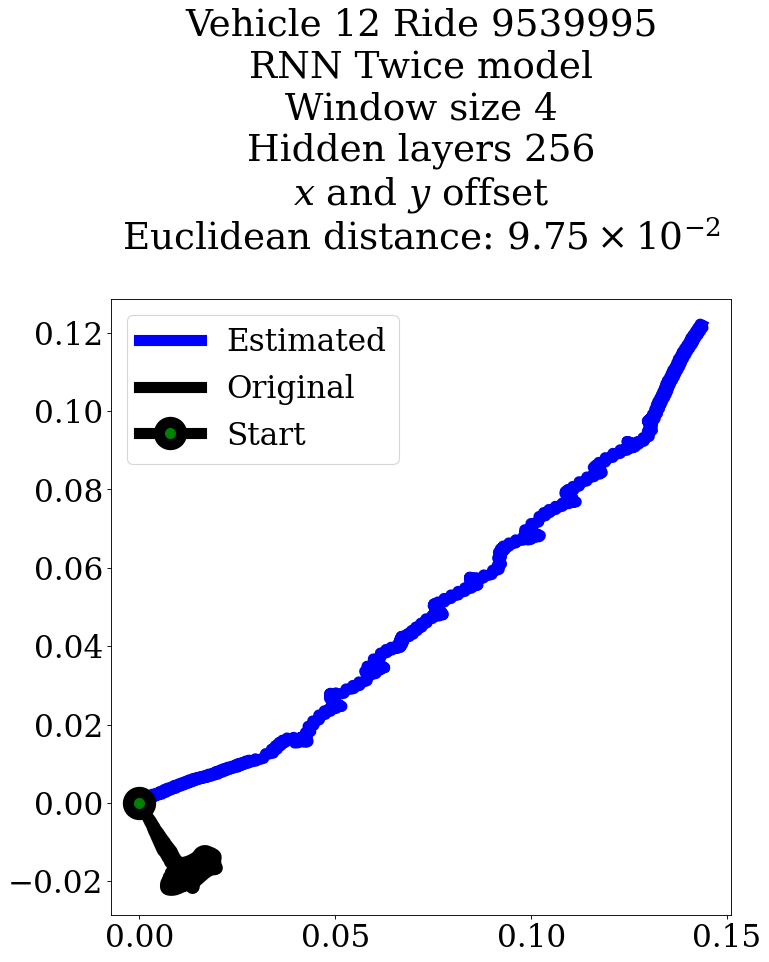 Vehicle 12 Ride 9539995
RNN Twice model
Window size 4
Hidden layers 256
x and y offset
Euclidean distance: 9.75 × 10⁻²
Estimated
Original
Start
0.12
0.10
0.08
0.06
0.04
0.02
0.00
−0.02
0.00 0.05 0.10 0.15